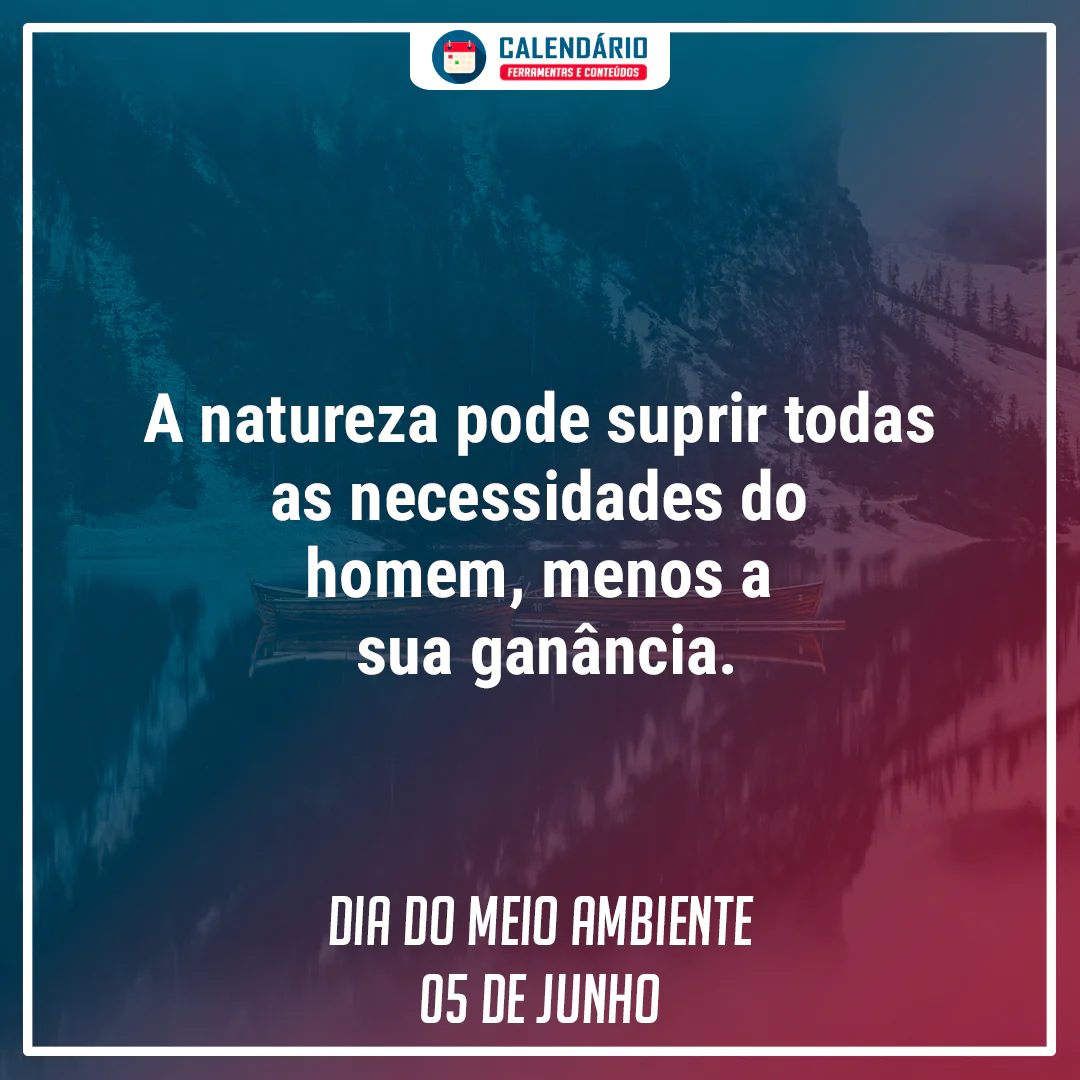 CALENDÁRIO
FERRAMENTAS E CONTEÚDOS
A natureza pode suprir todas
as necessidades do
homem, menos a
sua ganância.
DIA DO MEIO AMBIENTE
05 DE JUNHO